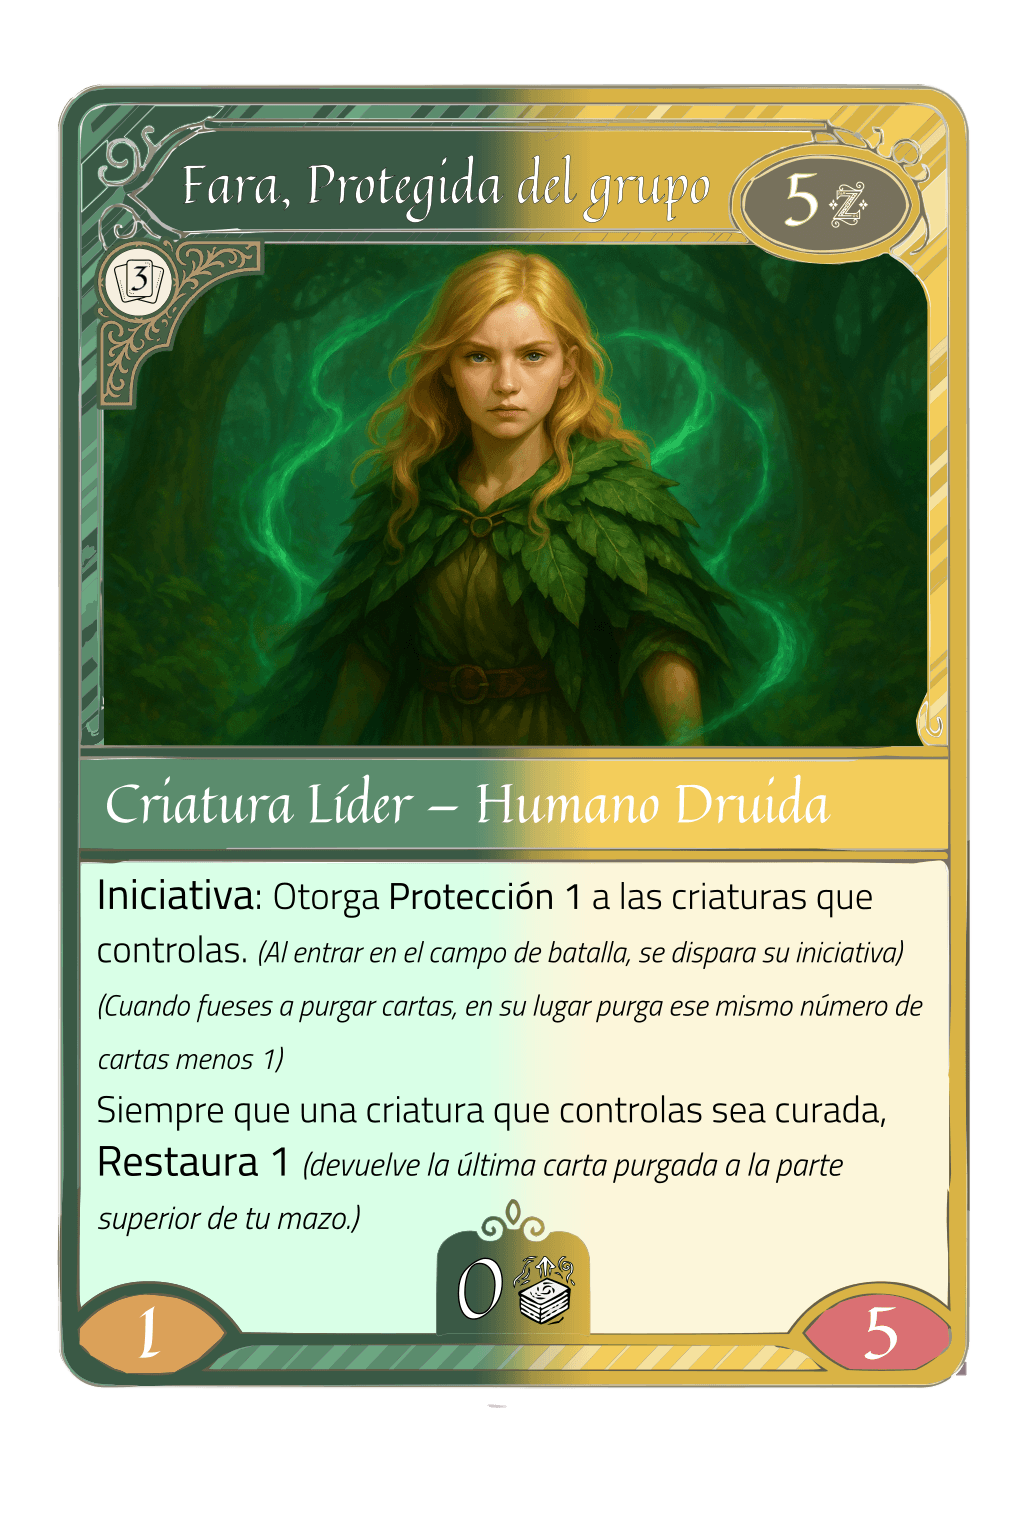 Fara, Protegida del grupo
5 Z
3
Criatura Líder – Humano Druida
Iniciativa: Otorga Protección 1 a las criaturas que
controlas. (Al entrar en el campo de batalla, se dispara su iniciativa)
(Cuando fueses a purgar cartas, en su lugar purga ese mismo número de
cartas menos 1)
Siempre que una criatura que controlas sea curada,
Restaura 1 (devuelve la última carta purgada a la parte
superior de tu mazo.)
0
1
5